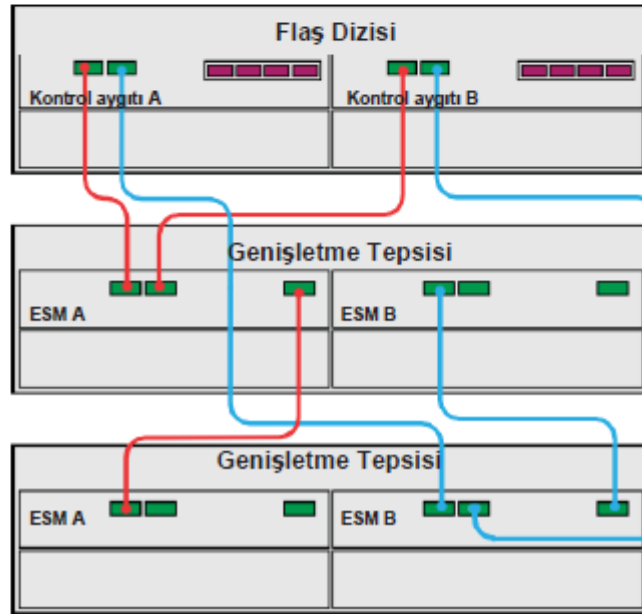 Flaş Dizisi
Kontrol aygıtı A
Kontrol aygıtı B
Genişletme Tepsisi
ESM A
ESM B
Genişletme Tepsisi
ESM A
ESM B